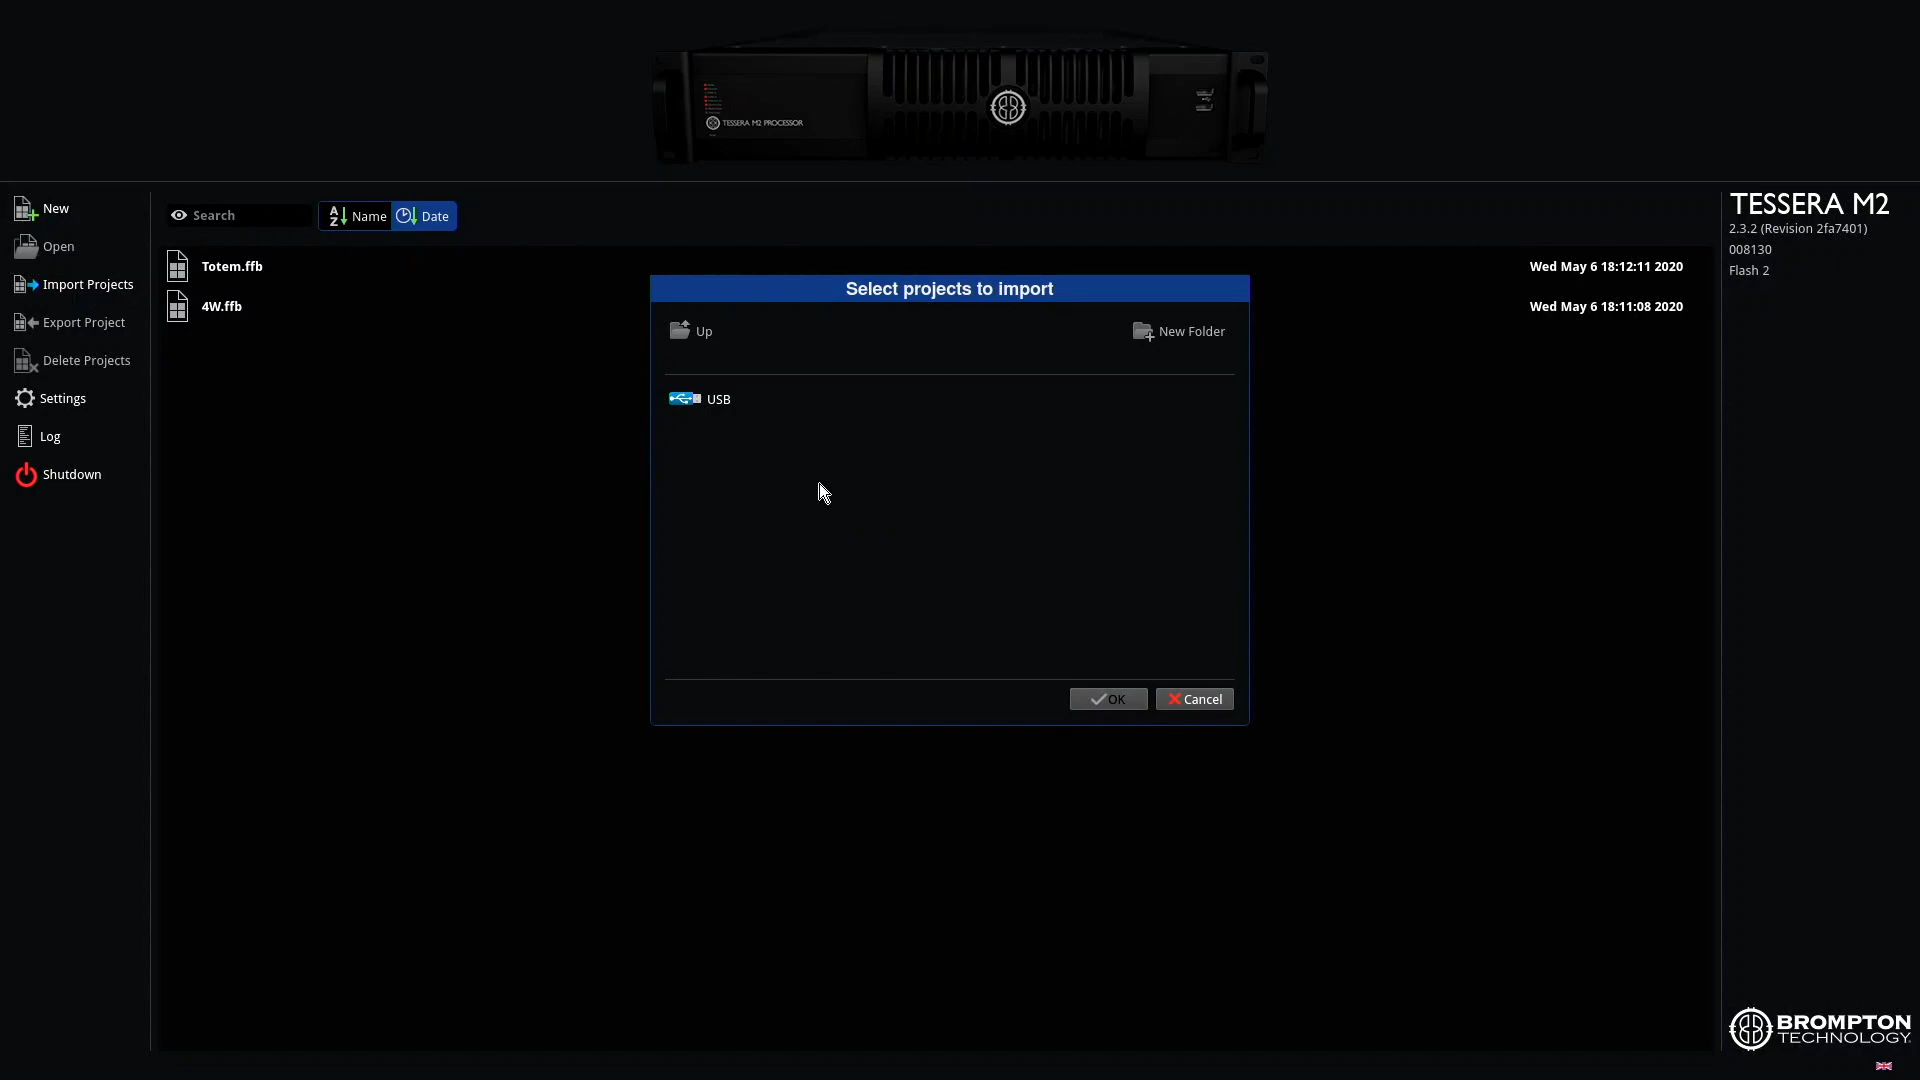 TESSERA M2 PROCESSOR
New
Open
Import Projects
Export Project
Delete Projects
Settings
Log
Shutdown
Search
A Z Name
Date
Totem.ffb
Wed May 6 18:12:11 2020
4W.ffb
Wed May 6 18:11:08 2020
Select projects to import
Up
New Folder
USB
OK
Cancel
TESSERA M2
2.3.2 (Revision 2fa7401)
008130
Flash 2
BROMPTON
TECHNOLOGY